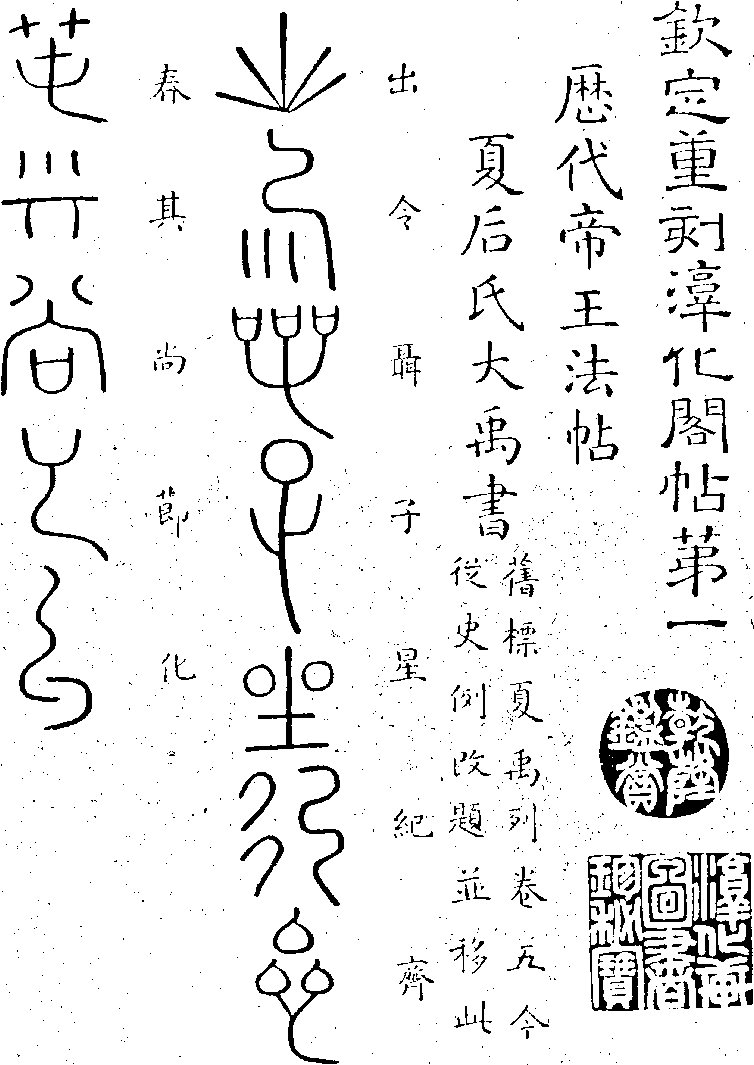 欽定重刻淳化閣帖第一
乾隆
鑑賞
淳化軒
圖書
珍秘寶
歴代帝王法帖
夏后氏大禹書
舊標夏禹列卷五今
從史例改題並移此
出令聶子星紀齊
春其尚節化